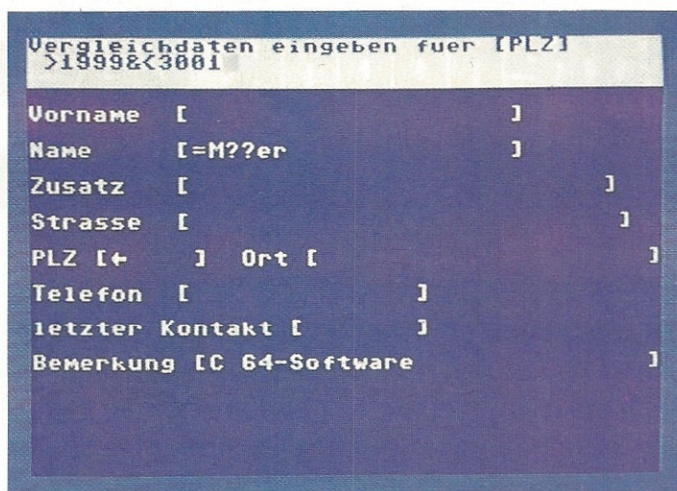 Vergleichdaten eingeben fuer [PLZ]
>1999&<3001
Vorname [ ]
Name [=M??er ]
Zusatz [ ]
Strasse [ ]
PLZ [← ] Ort [ ]
Telefon [ ]
letzter Kontakt [ ]
Bemerkung [C 64-Software ]